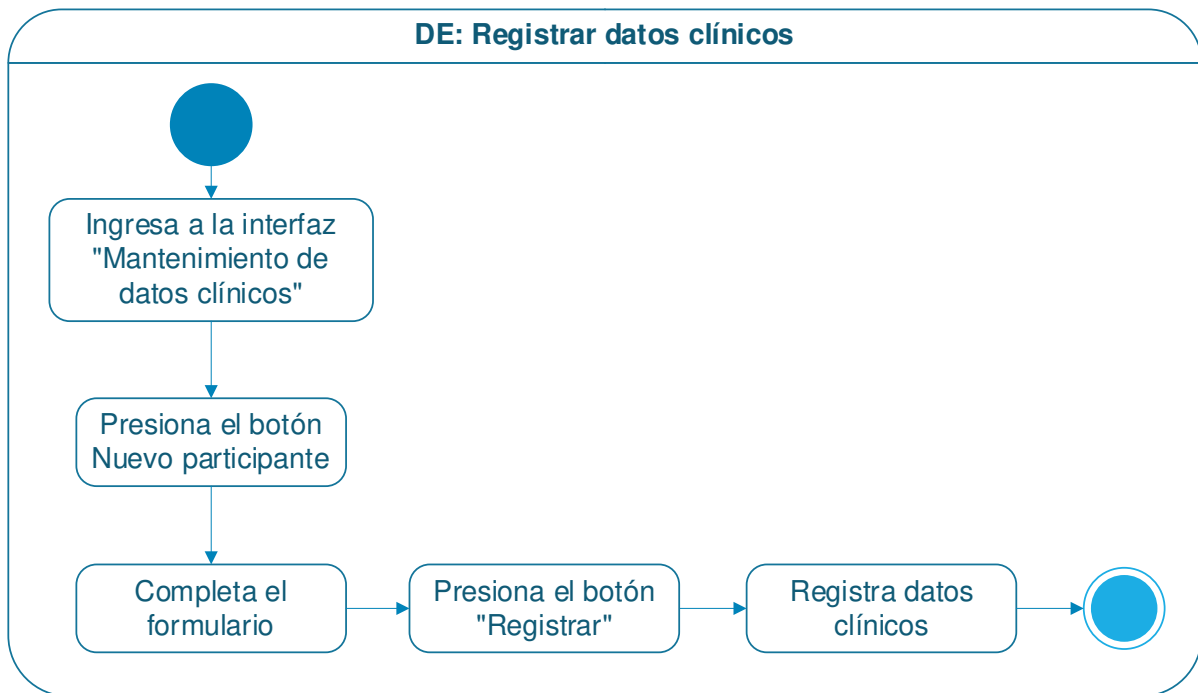 DE: Registrar datos clínicos
Ingresa a la interfaz
"Mantenimiento de
datos clínicos"
Presiona el botón
Nuevo participante
Completa el
formulario
Presiona el botón
"Registrar"
Registra datos
clínicos